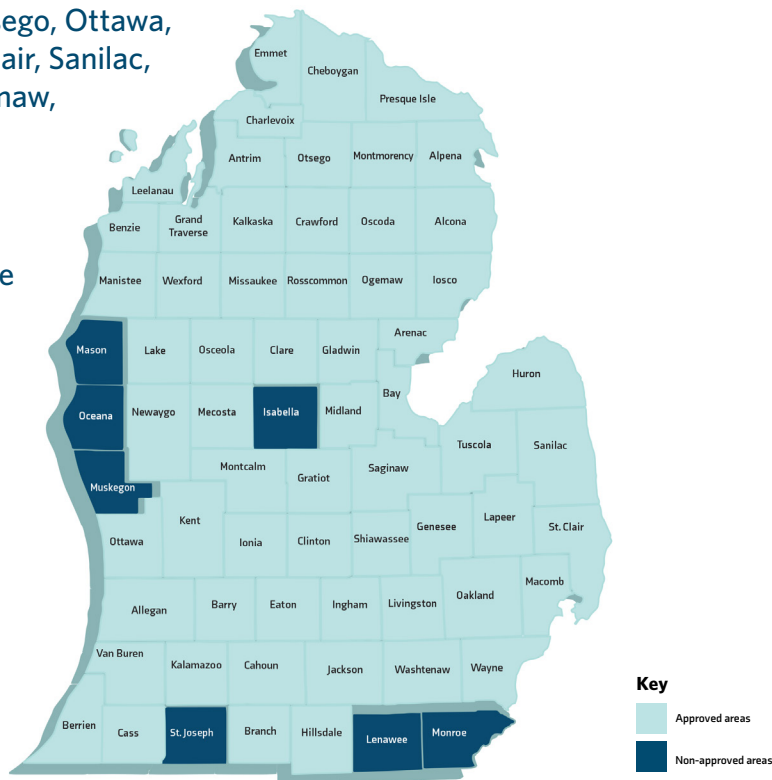 sego, Ottawa,
air, Sanilac,
naw,
e
Emmet
Cheboygan
Presque Isle
Charlevoix
Antrim
Otsego
Montmorency
Alpena
Leelanau
Benzie
Grand
Traverse
Kalkaska
Crawford
Oscoda
Alcona
Manistee
Wexford
Missaukee
Rosscommon
Ogemaw
Iosco
Mason
Lake
Osceola
Clare
Gladwin
Arenac
Huron
Oceana
Newaygo
Mecosta
Isabella
Midland
Bay
Tuscola
Sanilac
Muskegon
Montcalm
Gratiot
Saginaw
Kent
Ottawa
Ionia
Clinton
Shiawassee
Genesee
Lapeer
St. Clair
Allegan
Barry
Eaton
Ingham
Livingston
Oakland
Macomb
Van Buren
Kalamazoo
Cahoun
Jackson
Washtenaw
Wayne
Berrien
Cass
St. Joseph
Branch
Hillsdale
Lenawee
Monroe
Key
Approved areas
Non-approved areas